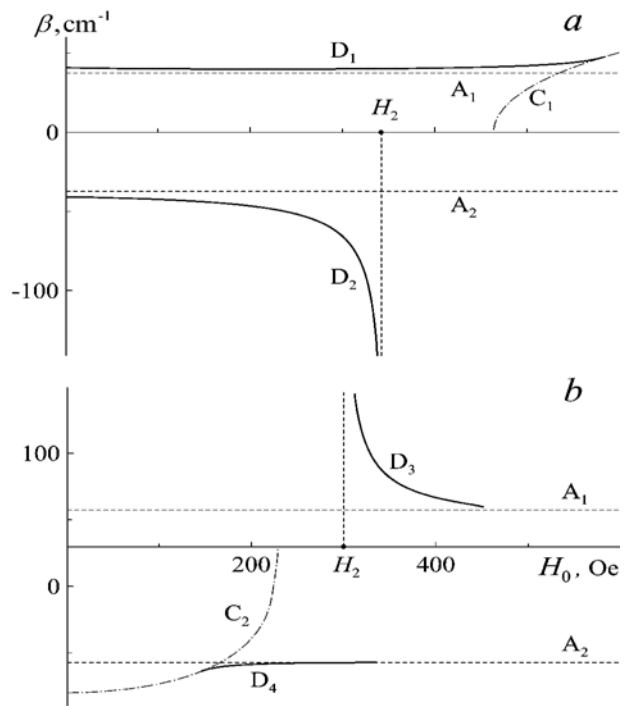 β, cm⁻¹ a
D₁
A₁
H₂ C₁
0
A₂
D₂
-100
b
100 D₃
A₁
200 H₂ 400 H₀, Oe
0
C₂
A₂
D₄